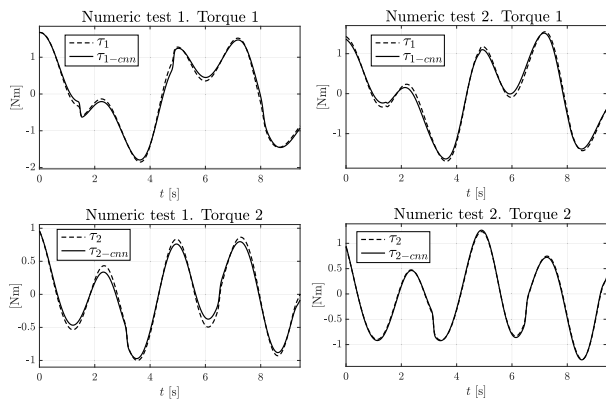 Numeric test 1. Torque 1
τ1
τ1−cnn
[Nm]
1
0
-1
-2
0 2 4 6 8
t [s]
Numeric test 2. Torque 1
τ1
τ1−cnn
[Nm]
1
0
-1
0 2 4 6 8
t [s]
Numeric test 1. Torque 2
τ2
τ2−cnn
[Nm]
1
0.5
0
-0.5
-1
0 2 4 6 8
t [s]
Numeric test 2. Torque 2
τ2
τ2−cnn
[Nm]
1
0.5
0
-0.5
-1
0 2 4 6 8
t [s]